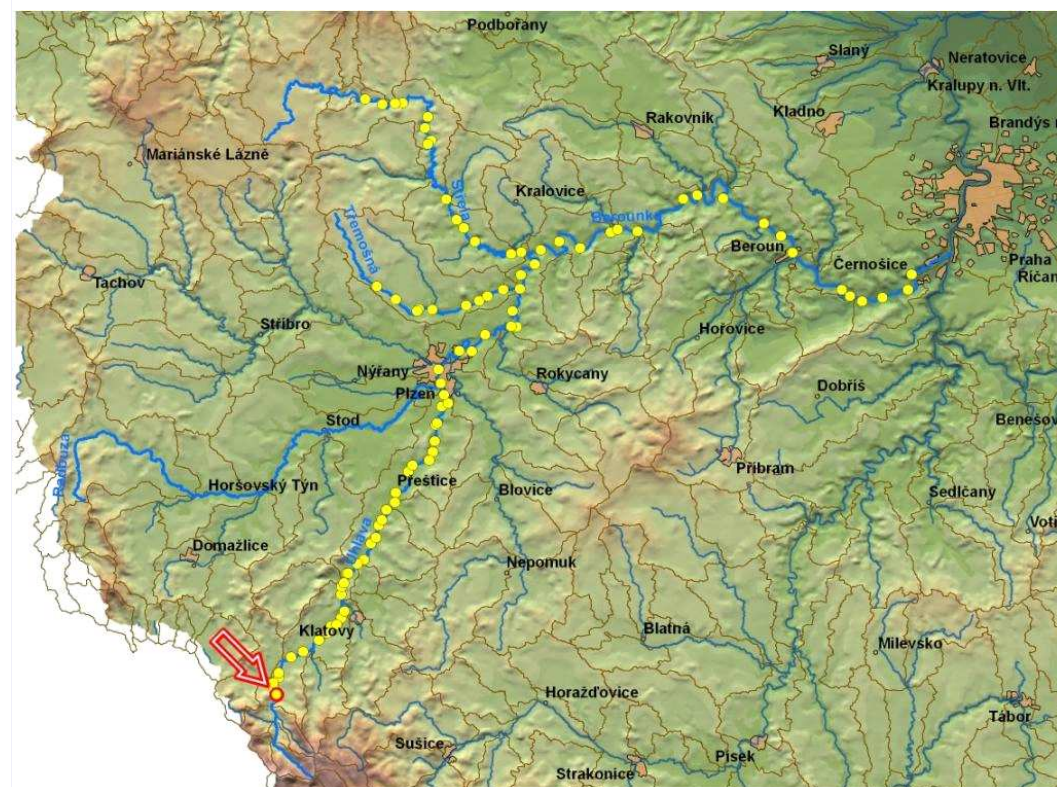 Podbořany
Slaný
Neratovice
Kralupy n. Vlt.
Kladno
Rakovník
Brandýs n
Mariánské Lázně
Kralovice
Střela
Berounka
Třemošná
Beroun
Černošice
Praha
Říčan
Tachov
Stříbro
Hořovice
Nýřany
Rokycany
Plzeň
Dobříš
Stod
Benešov
Radbuza
Příbram
Horšovský Týn
Přeštice
Blovice
Sedlčany
Voti
Úhlava
Domažlice
Nepomuk
Klatovy
Blatná
Milevsko
Horažďovice
Tábor
Sušice
Písek
Strakonice